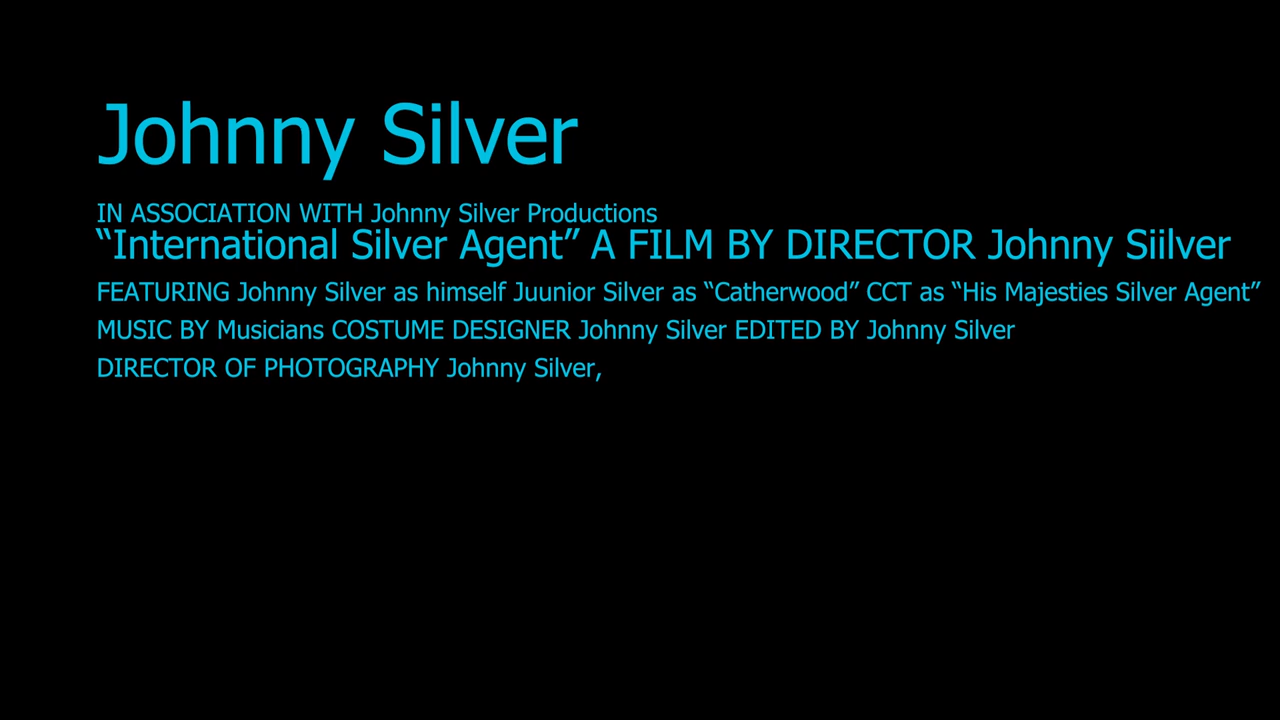 Johnny Silver
IN ASSOCIATION WITH Johnny Silver Productions
“International Silver Agent” A FILM BY DIRECTOR Johnny Siilver
FEATURING Johnny Silver as himself Juunior Silver as “Catherwood” CCT as “His Majesties Silver Agent”
MUSIC BY Musicians COSTUME DESIGNER Johnny Silver EDITED BY Johnny Silver
DIRECTOR OF PHOTOGRAPHY Johnny Silver,